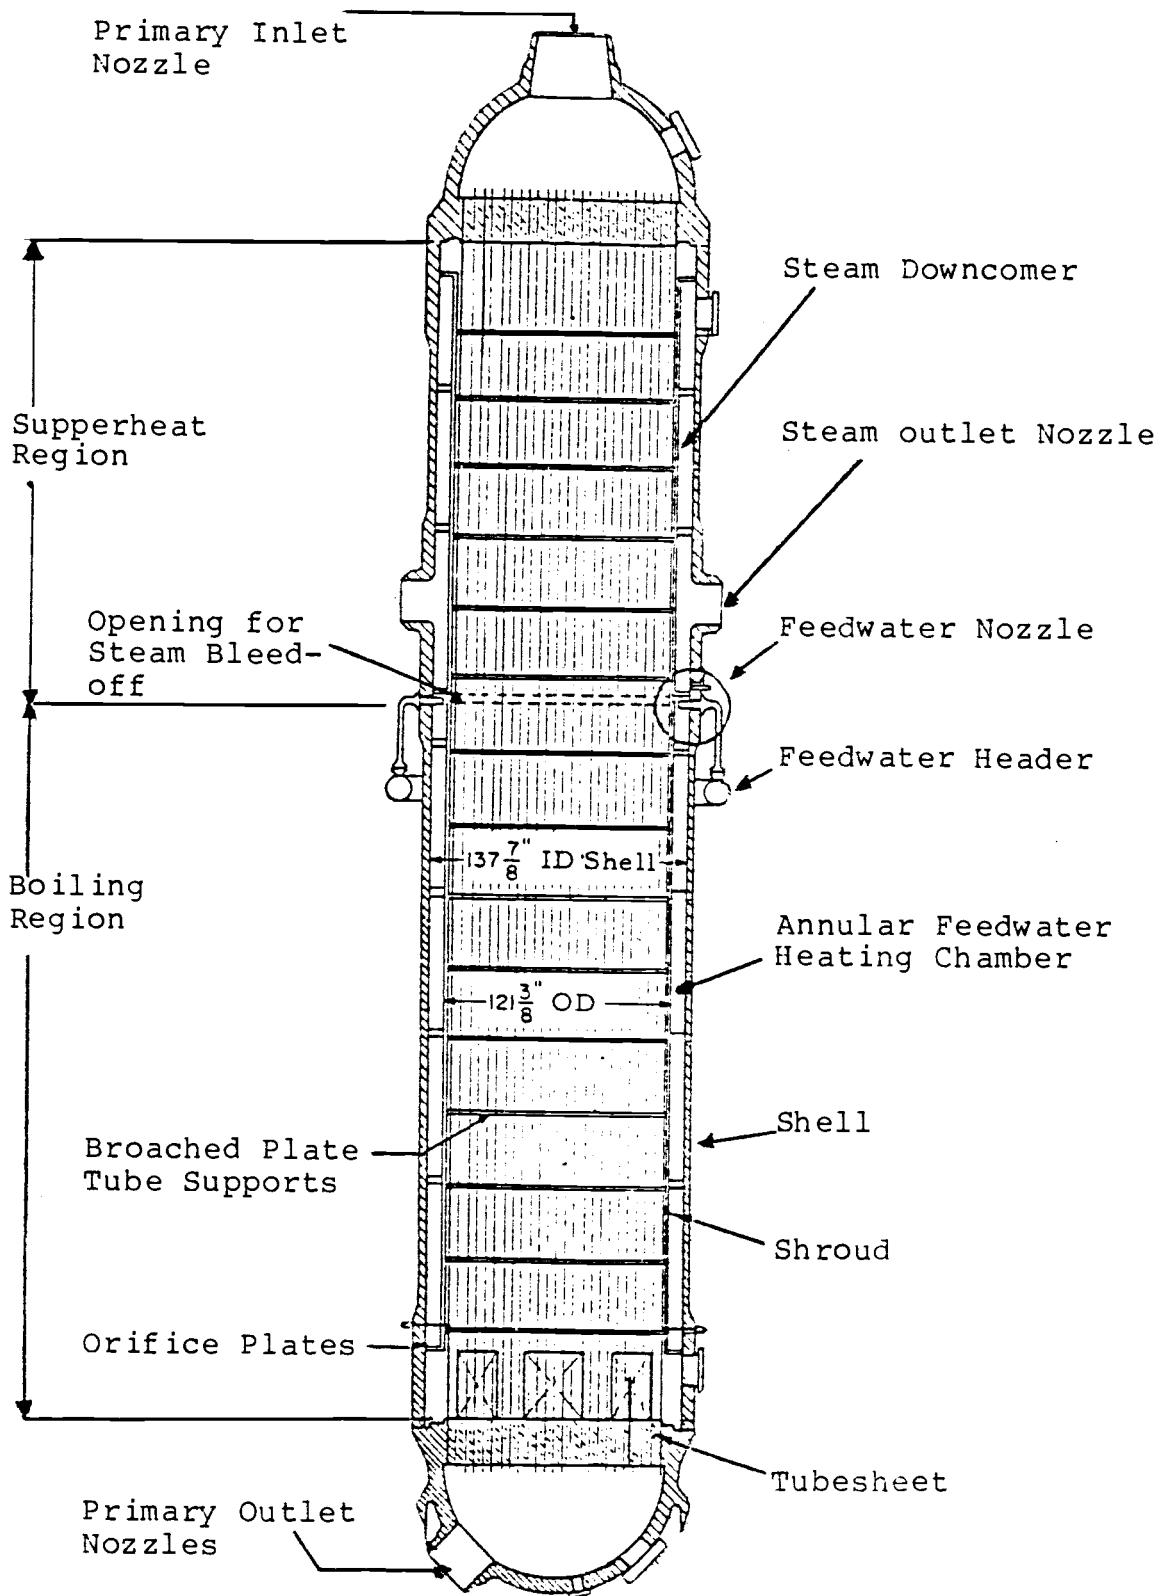 Primary Inlet
Nozzle
Steam Downcomer
Supperheat
Region
Steam outlet Nozzle
Opening for
Steam Bleed-
off
Feedwater Nozzle
Feedwater Header
137 7/8" ID Shell
Boiling
Region
Annular Feedwater
Heating Chamber
121 3/8" OD
Broached Plate
Tube Supports
Shell
Shroud
Orifice Plates
Tubesheet
Primary Outlet
Nozzles